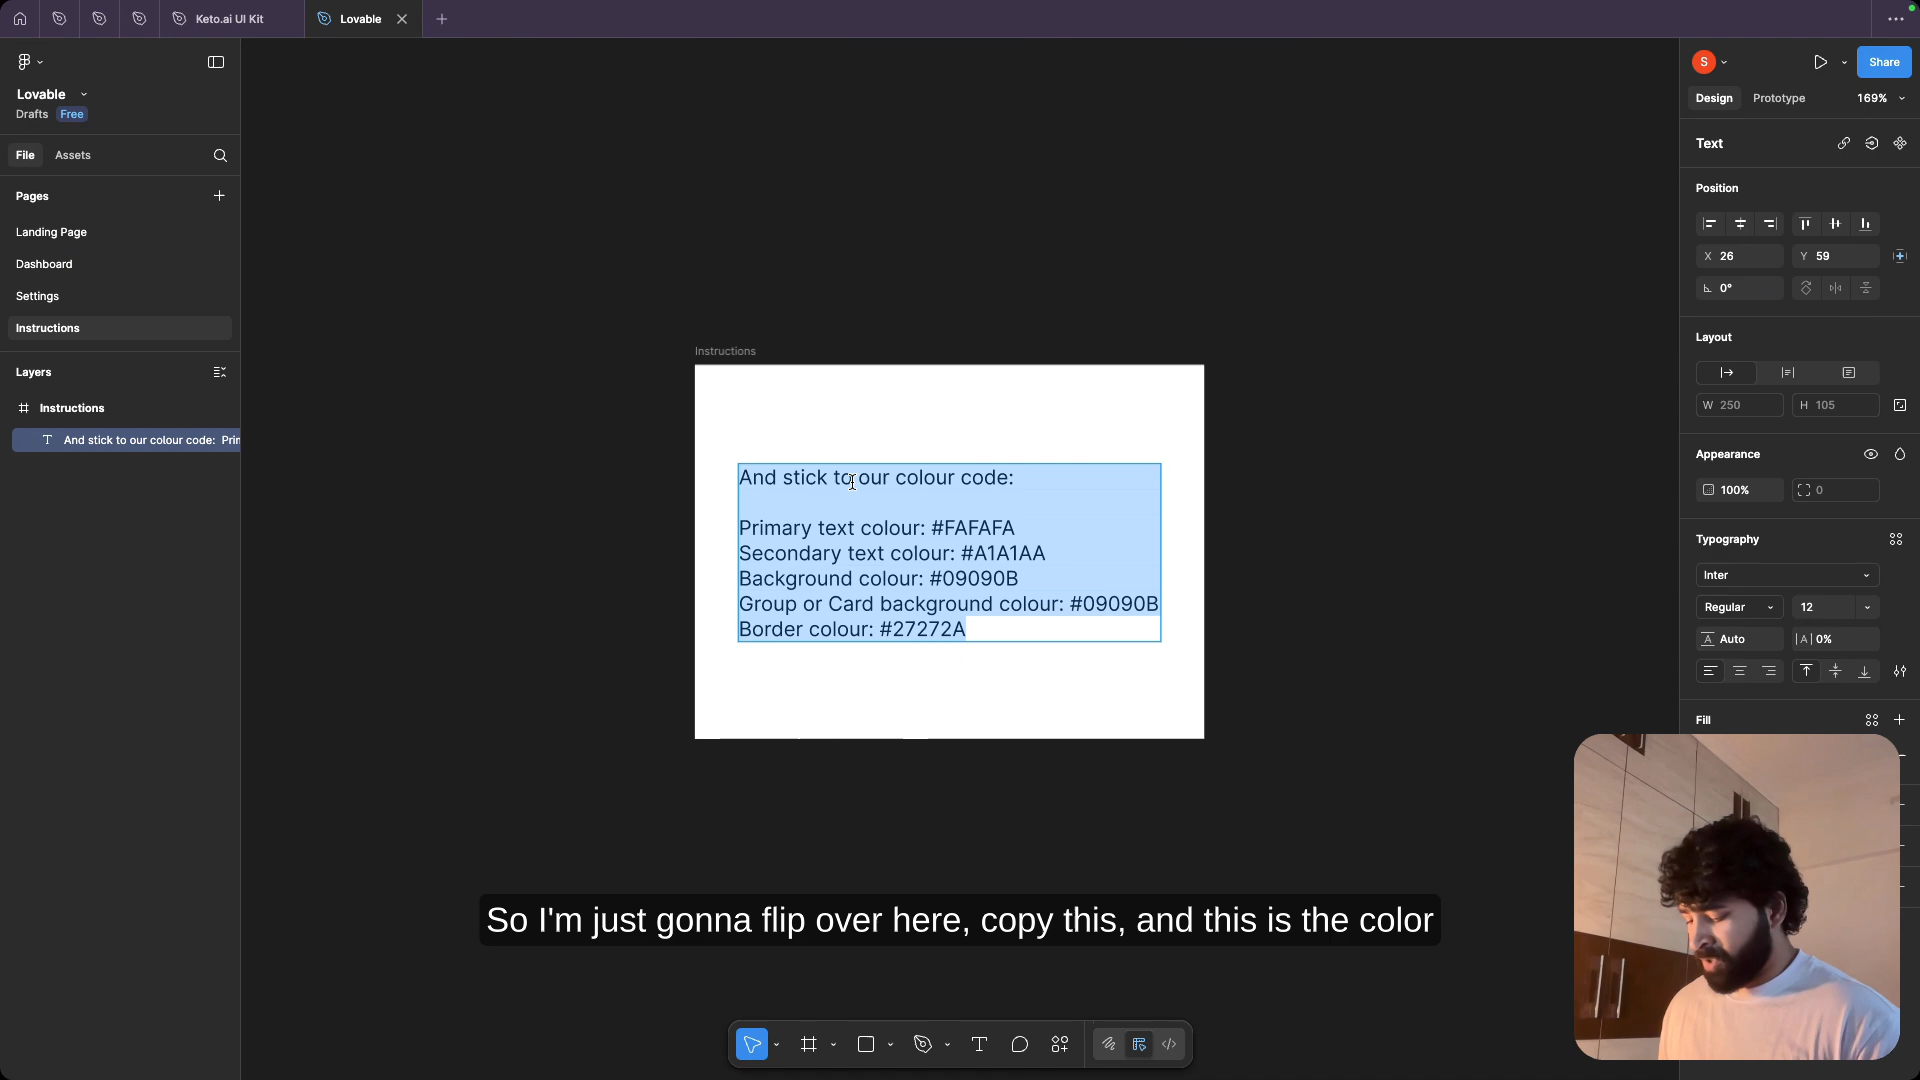 Keto.ai UI Kit
Lovable
Lovable
Drafts Free
File Assets
Pages
Landing Page
Dashboard
Settings
Instructions
Layers
Instructions
And stick to our colour code: Prin
Instructions
And stick to our colour code:
Primary text colour: #FAFAFA
Secondary text colour: #A1A1AA
Background colour: #09090B
Group or Card background colour: #09090B
Border colour: #27272A
So I'm just gonna flip over here, copy this, and this is the color
S
Share
Design Prototype 169%
Text
Position
X 26 Y 59
0°
Layout
W 250 H 105
Appearance
100% 0
Typography
Inter
Regular 12
Auto |A| 0%
Fill